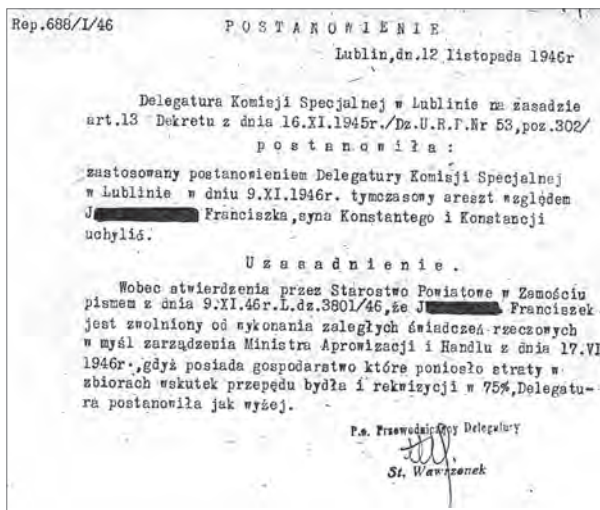 Rep.688/I/46
POSTANOWIENIE
Lublin,dn.12 listopada 1946r
Delegatura Komisji Specjalnej w Lublinie na zasadzie
art.13 Dekretu z dnia 16.XI.1945r./Dz.U.R.P.Nr 53,poz.302/
postanowiła:
zastosowany postanowieniem Delegatury Komisji Specjalnej
w Lublinie w dniu 9.XI.1946r. tymczasowy areszt względem
J Franciszka,syna Konstantego i Konstancji
uchylić.
Uzasadnienie.
Wobec stwierdzenia przez Starostwo Powiatowe w Zamościu
pismem z dnia 9.XI.46r.L.dz.3801/46,że J Franciszek
jest zwolniony od wykonania zaległych świadczeń rzeczowych
w myśl zarządzenia Ministra Aprowizacji i Handlu z dnia 17.VI
1946r.,gdyż posiada gospodarstwo które poniosło straty w
zbiorach wskutek przepędu bydła i rekwizycji w 75%,Delegatu-
ra postanowiła jak wyżej.
P.o. Przewodniczący Delegatury
St. Wawrzonek